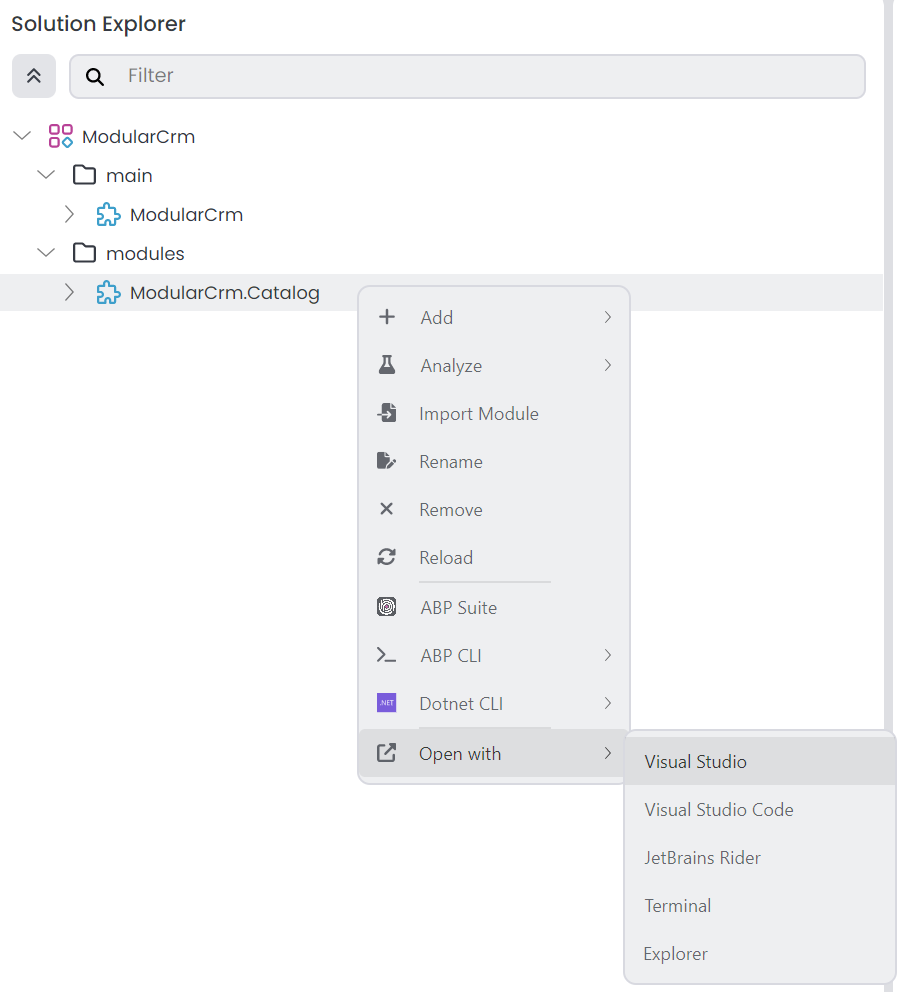 Solution Explorer
Filter
ModularCrm
main
ModularCrm
modules
ModularCrm.Catalog
Add
Analyze
Import Module
Rename
Remove
Reload
ABP Suite
ABP CLI
.NET
Dotnet CLI
Open with
Visual Studio
Visual Studio Code
JetBrains Rider
Terminal
Explorer